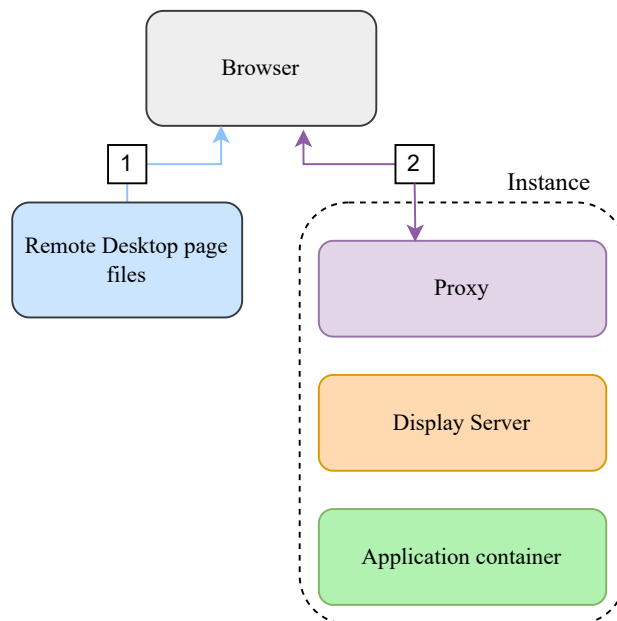 Browser
1
2
Instance
Remote Desktop page
files
Proxy
Display Server
Application container